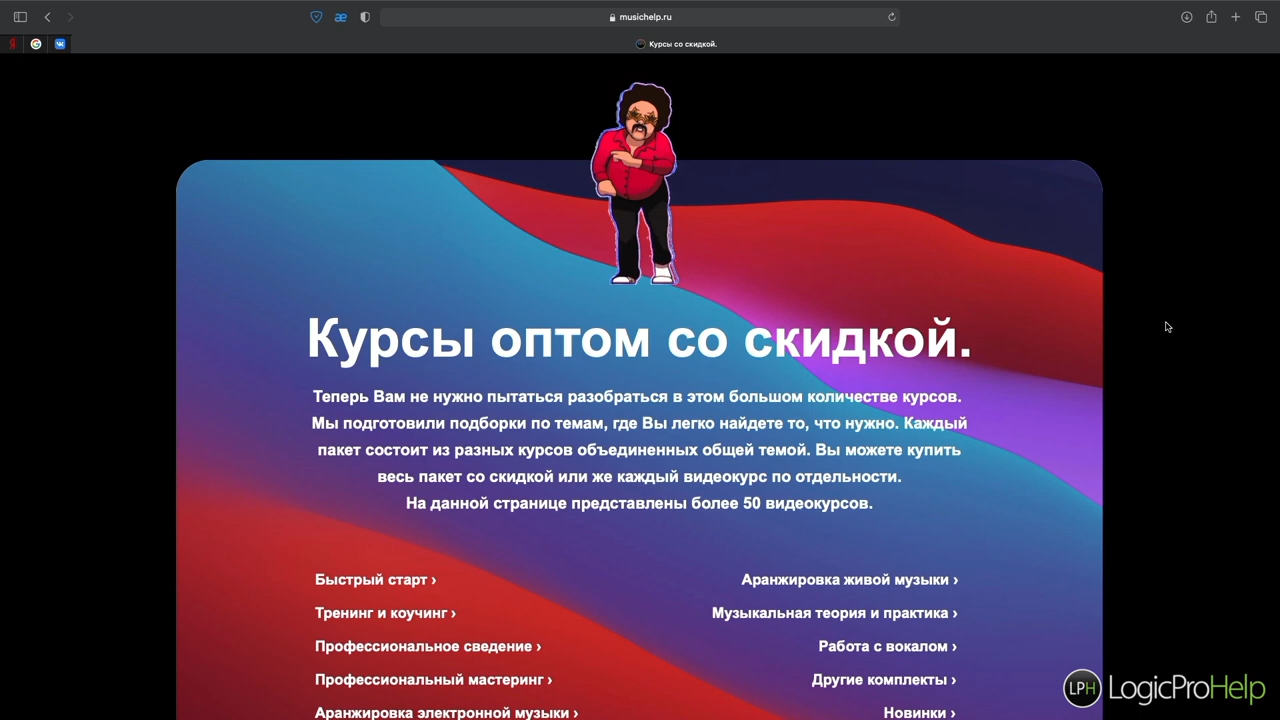 musichelp.ru
Я
G
Курсы со скидкой.
Курсы оптом со скидкой.
Теперь Вам не нужно пытаться разобраться в этом большом количестве курсов.
Мы подготовили подборки по темам, где Вы легко найдете то, что нужно. Каждый
пакет состоит из разных курсов объединенных общей темой. Вы можете купить
весь пакет со скидкой или же каждый видеокурс по отдельности.
На данной странице представлены более 50 видеокурсов.
Быстрый старт ›
Тренинг и коучинг ›
Профессиональное сведение ›
Профессиональный мастеринг ›
Аранжировка электронной музыки ›
Аранжировка живой музыки ›
Музыкальная теория и практика ›
Работа с вокалом ›
Другие комплекты ›
Новинки ›
LPH LogicProHelp